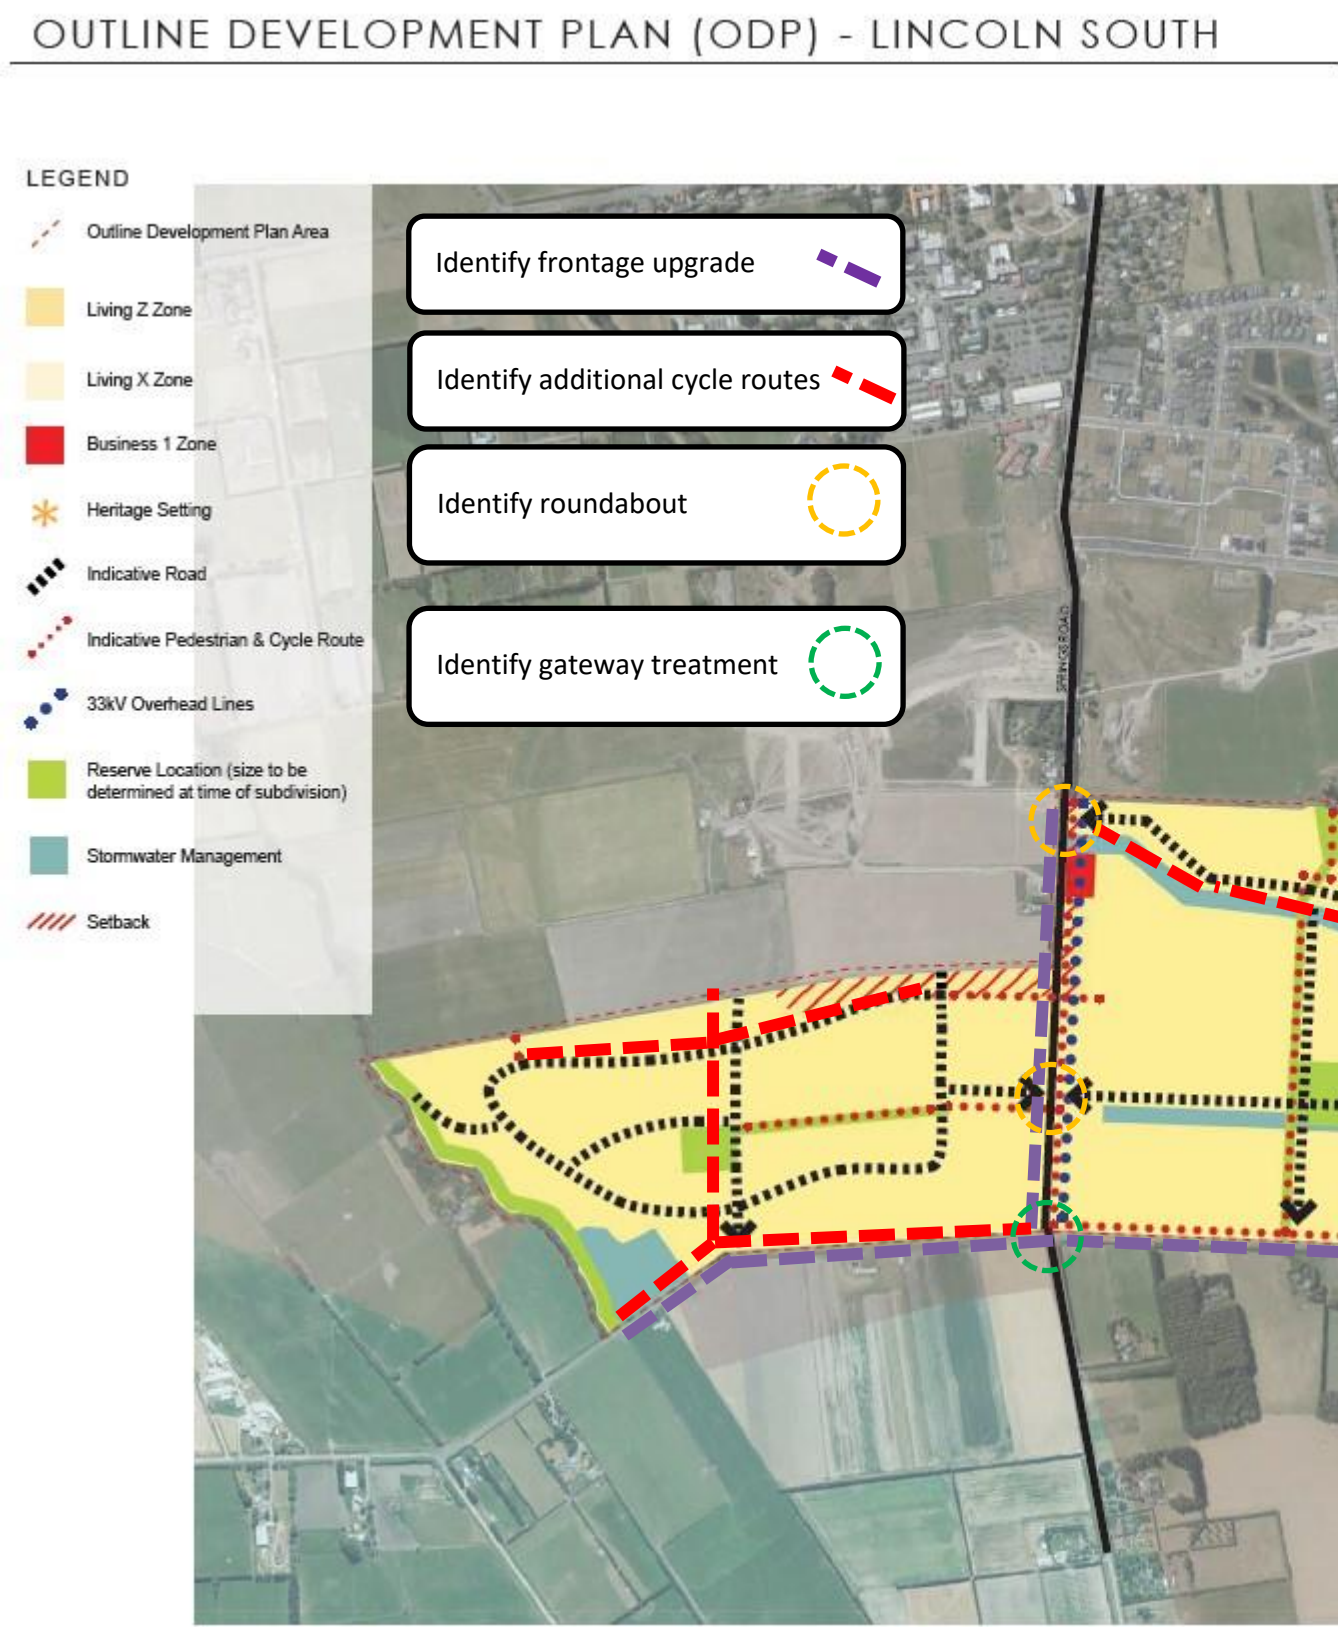 OUTLINE DEVELOPMENT PLAN (ODP) - LINCOLN SOUTH
LEGEND
Outline Development Plan Area
Living Z Zone
Living X Zone
Business 1 Zone
Heritage Setting
Indicative Road
Indicative Pedestrian & Cycle Route
33kV Overhead Lines
Reserve Location (size to be
determined at time of subdivision)
Stormwater Management
Setback
Identify frontage upgrade
Identify additional cycle routes
Identify roundabout
Identify gateway treatment
SPRINGS ROAD